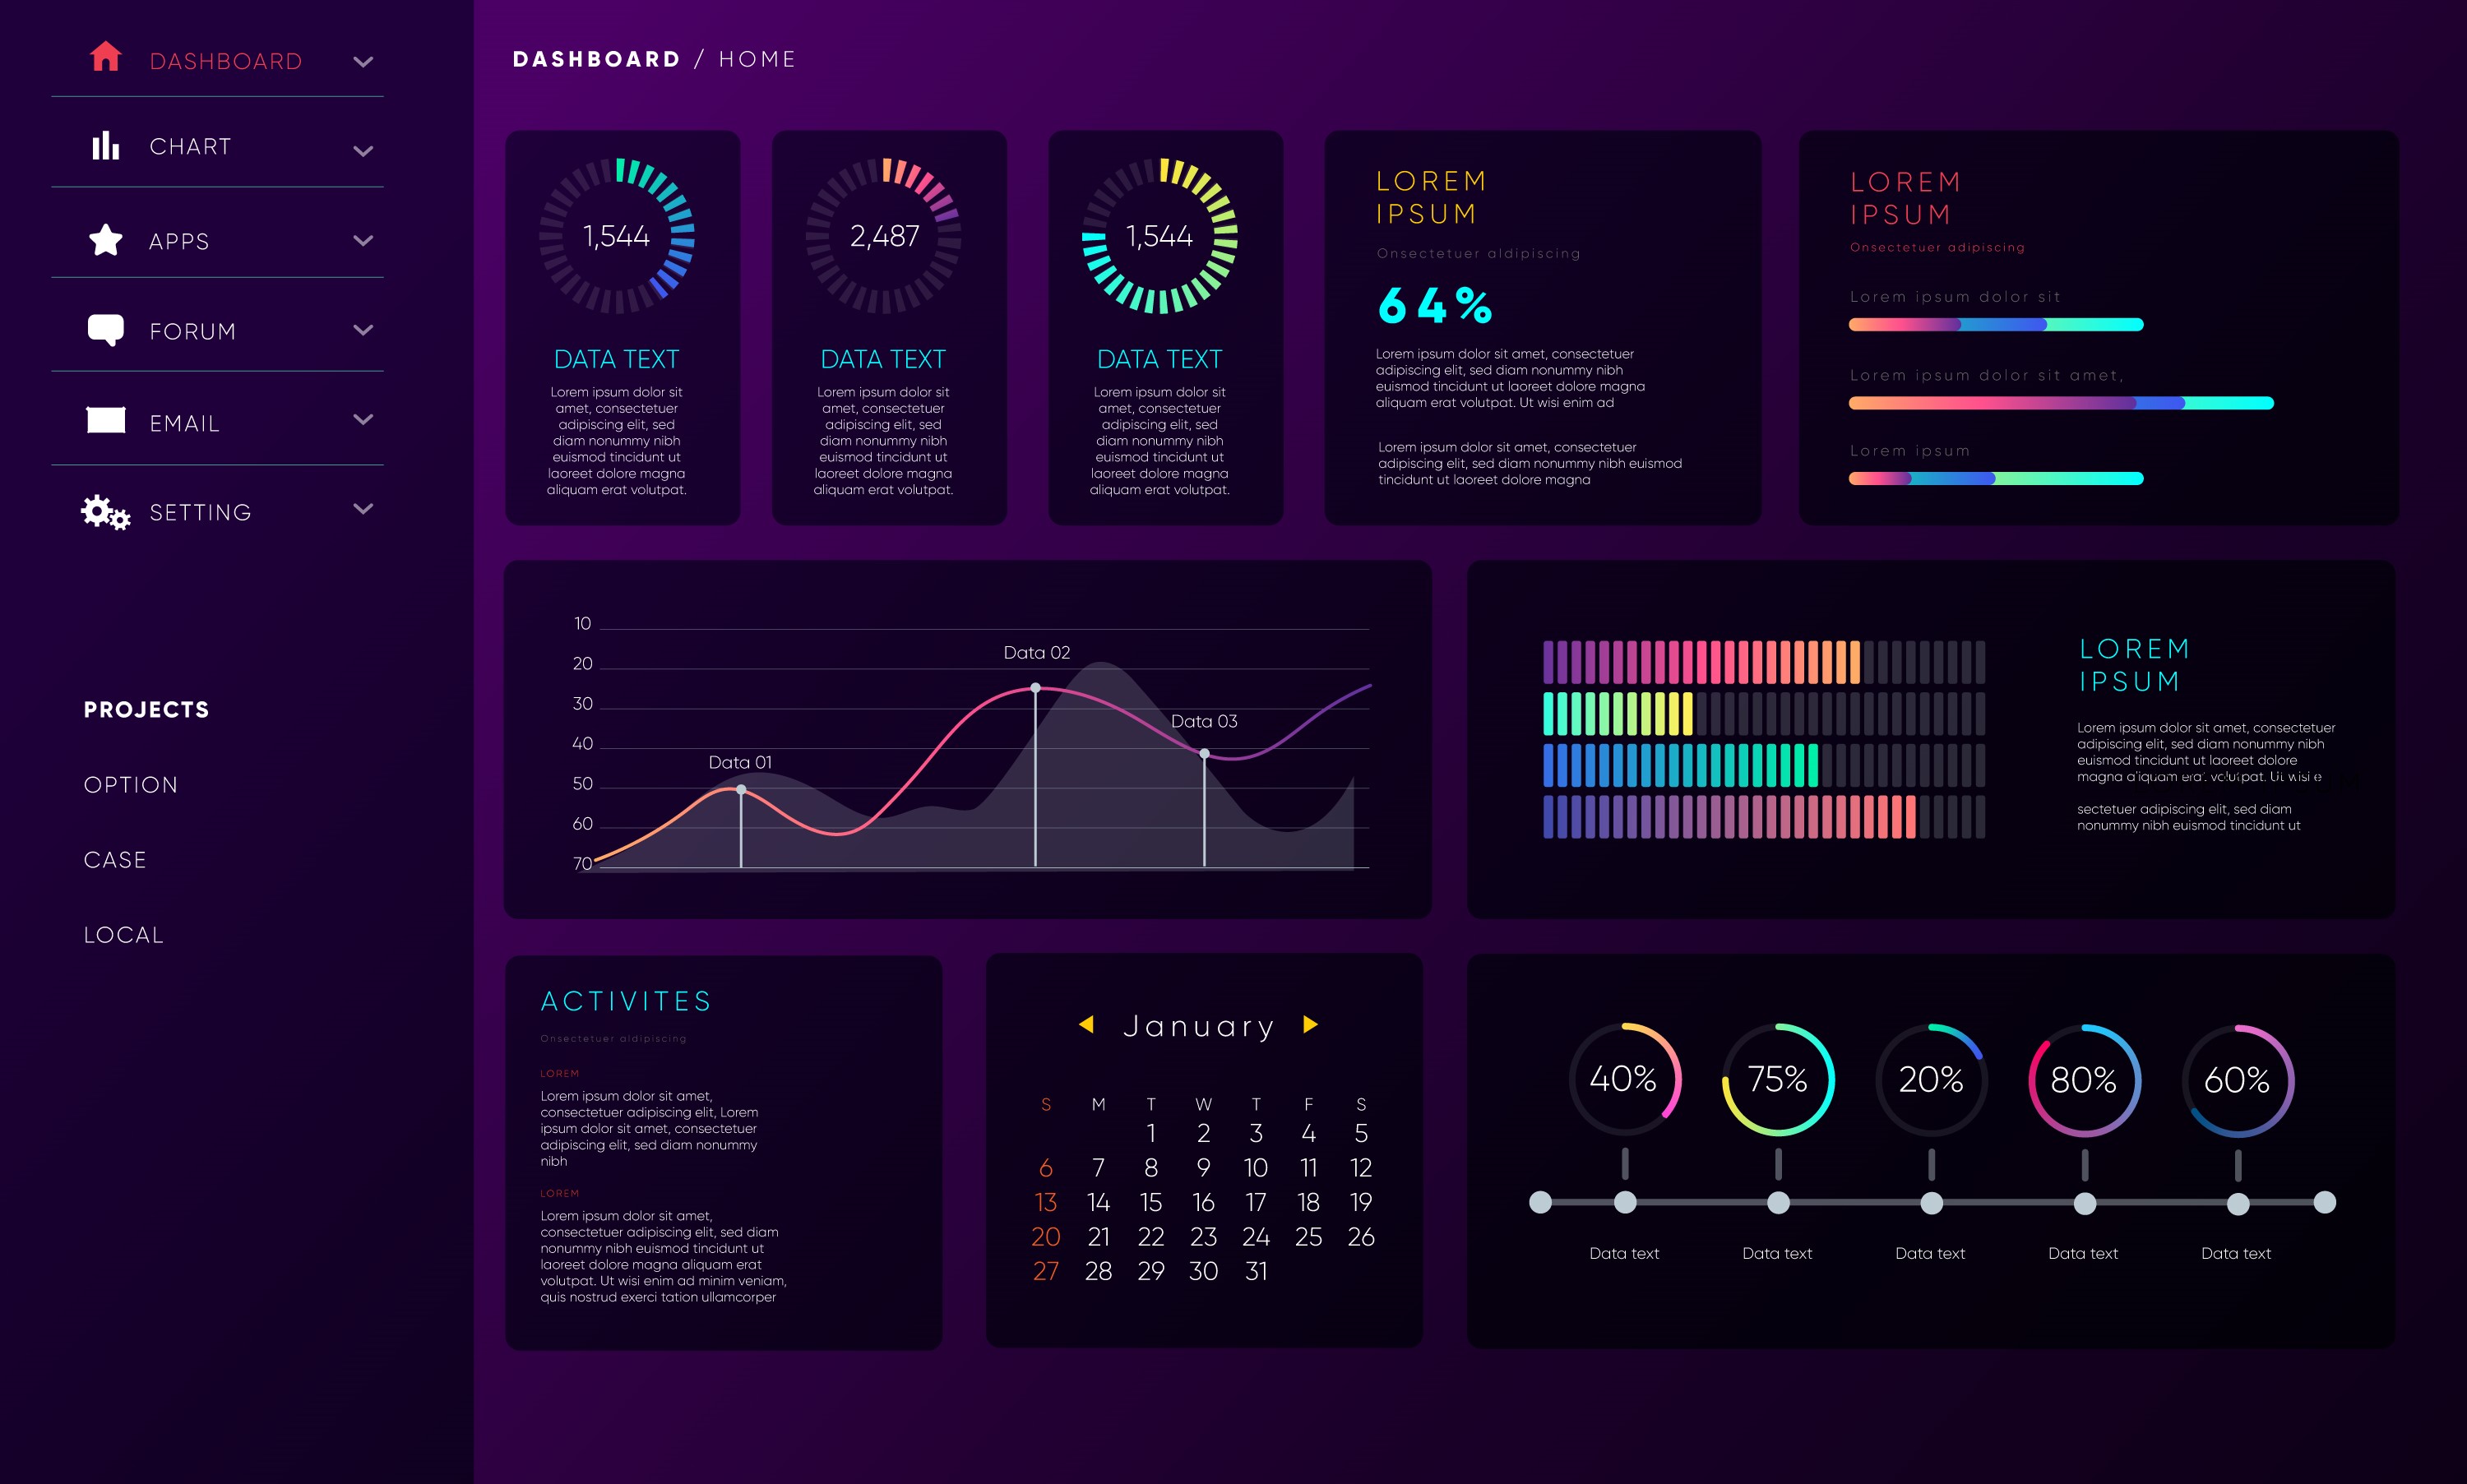 DASHBOARD
CHART
APPS
FORUM
EMAIL
SETTING
PROJECTS
OPTION
CASE
LOCAL
DASHBOARD / HOME
1,544
DATA TEXT
Lorem ipsum dolor sit
amet, consectetuer
adipiscing elit, sed
diam nonummy nibh
euismod tincidunt ut
laoreet dolore magna
aliquam erat volutpat.
2,487
DATA TEXT
Lorem ipsum dolor sit
amet, consectetuer
adipiscing elit, sed
diam nonummy nibh
euismod tincidunt ut
laoreet dolore magna
aliquam erat volutpat.
1,544
DATA TEXT
Lorem ipsum dolor sit
amet, consectetuer
adipiscing elit, sed
diam nonummy nibh
euismod tincidunt ut
laoreet dolore magna
aliquam erat volutpat.
LOREM
IPSUM
Onsectetuer aldipiscing
64%
Lorem ipsum dolor sit amet, consectetuer
adipiscing elit, sed diam nonummy nibh
euismod tincidunt ut laoreet dolore magna
aliquam erat volutpat. Ut wisi enim ad
Lorem ipsum dolor sit amet, consectetuer
adipiscing elit, sed diam nonummy nibh euismod
tincidunt ut laoreet dolore magna
LOREM
IPSUM
Onsectetuer adipiscing
Lorem ipsum dolor sit
Lorem ipsum dolor sit amet,
Lorem ipsum
10
20
30
40
50
60
70
Data 01
Data 02
Data 03
LOREM
IPSUM
Lorem ipsum dolor sit amet, consectetuer
adipiscing elit, sed diam nonummy nibh
euismod tincidunt ut laoreet dolore
magna aliquam erat volutpat. Ut wisi e
sectetuer adipiscing elit, sed diam
nonummy nibh euismod tincidunt ut
ACTIVITES
Onsectetuer aldipiscing
LOREM
Lorem ipsum dolor sit amet,
consectetuer adipiscing elit, Lorem
ipsum dolor sit amet, consectetuer
adipiscing elit, sed diam nonummy
nibh
LOREM
Lorem ipsum dolor sit amet,
consectetuer adipiscing elit, sed diam
nonummy nibh euismod tincidunt ut
laoreet dolore magna aliquam erat
volutpat. Ut wisi enim ad minim veniam,
quis nostrud exerci tation ullamcorper
January
S M T W T F S
1 2 3 4 5
6 7 8 9 10 11 12
13 14 15 16 17 18 19
20 21 22 23 24 25 26
27 28 29 30 31
40% 75% 20% 80% 60%
Data text Data text Data text Data text Data text